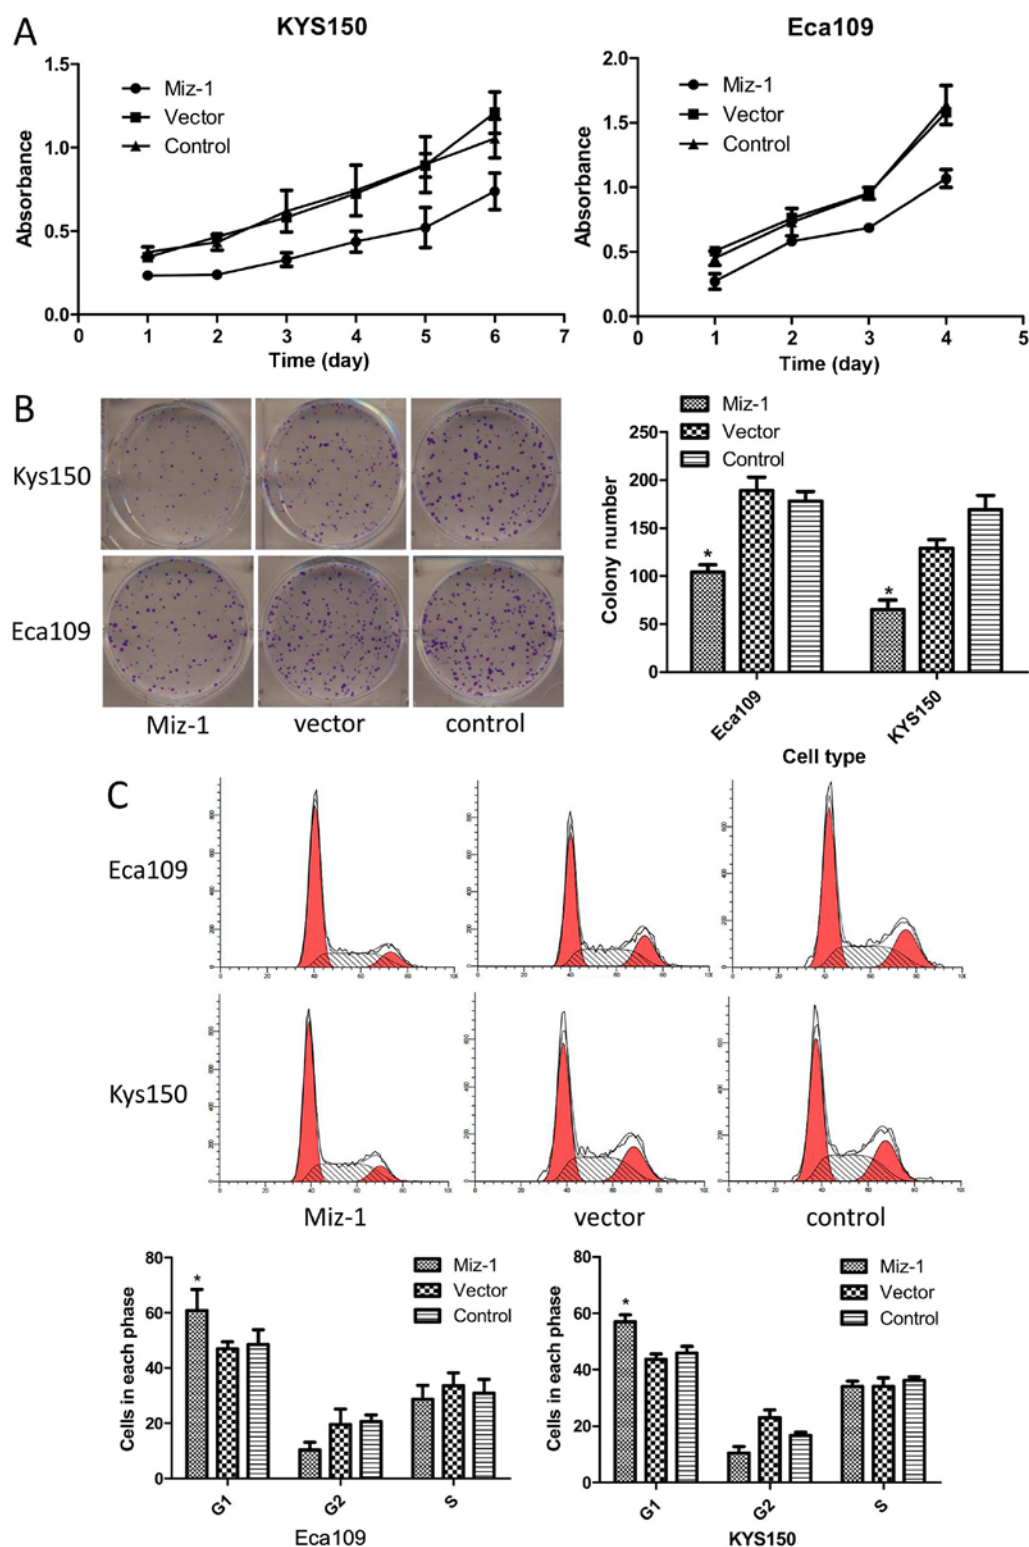 A
KYS150
Eca109
1.5
1.0
0.5
0.0
Absorbance
Miz-1
Vector
Control
0 1 2 3 4 5 6 7
Time (day)
2.0
1.5
1.0
0.5
0.0
Absorbance
Miz-1
Vector
Control
0 1 2 3 4 5
Time (day)
B
Kys150
Eca109
Miz-1 vector control
Miz-1
Vector
Control
250
200
150
100
50
0
Colony number
* *
Eca109 KYS150
Cell type
C
Eca109
Kys150
Miz-1 vector control
80
60
40
20
0
Cells in each phase
*
Miz-1
Vector
Control
G1 G2 S
Eca109
80
60
40
20
0
Cells in each phase
*
Miz-1
Vector
Control
G1 G2 S
KYS150